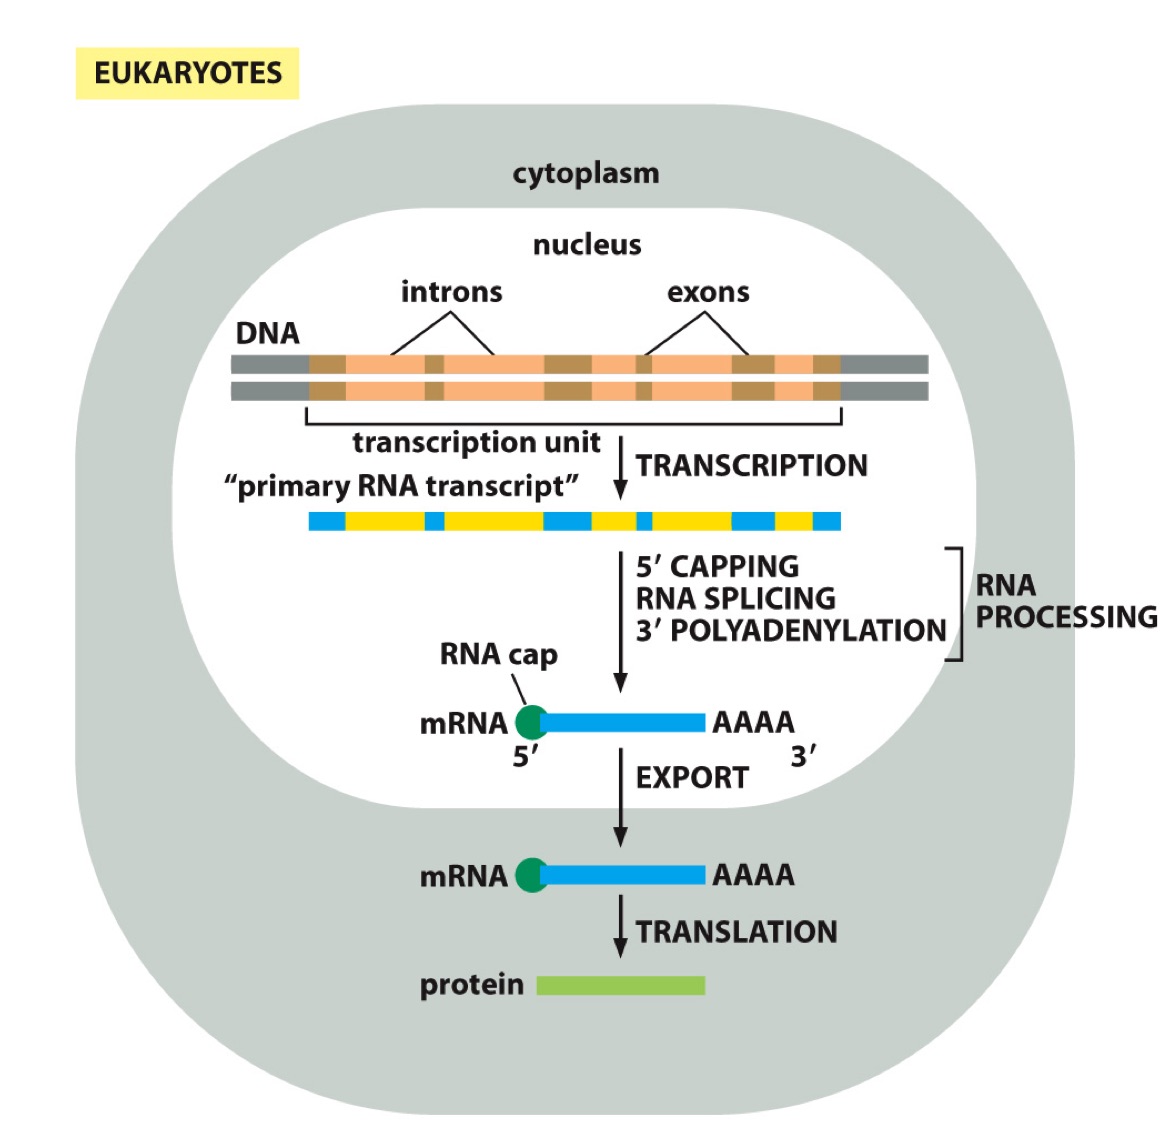 EUKARYOTES
cytoplasm
nucleus
introns
exons
DNA
transcription unit
TRANSCRIPTION
“primary RNA transcript”
5′ CAPPING
RNA SPLICING
3′ POLYADENYLATION
RNA
PROCESSING
RNA cap
mRNA
AAAA
5′
3′
EXPORT
mRNA
AAAA
TRANSLATION
protein